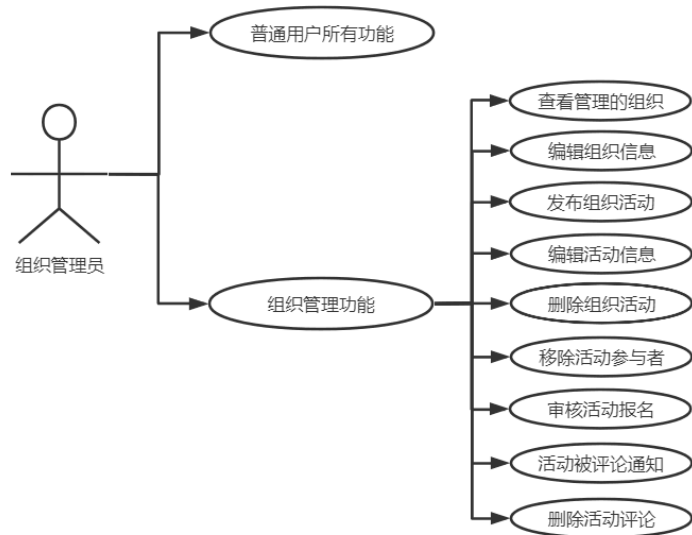 普通用户所有功能
查看管理的组织
编辑组织信息
发布组织活动
编辑活动信息
组织管理员
组织管理功能
删除组织活动
移除活动参与者
审核活动报名
活动被评论通知
删除活动评论